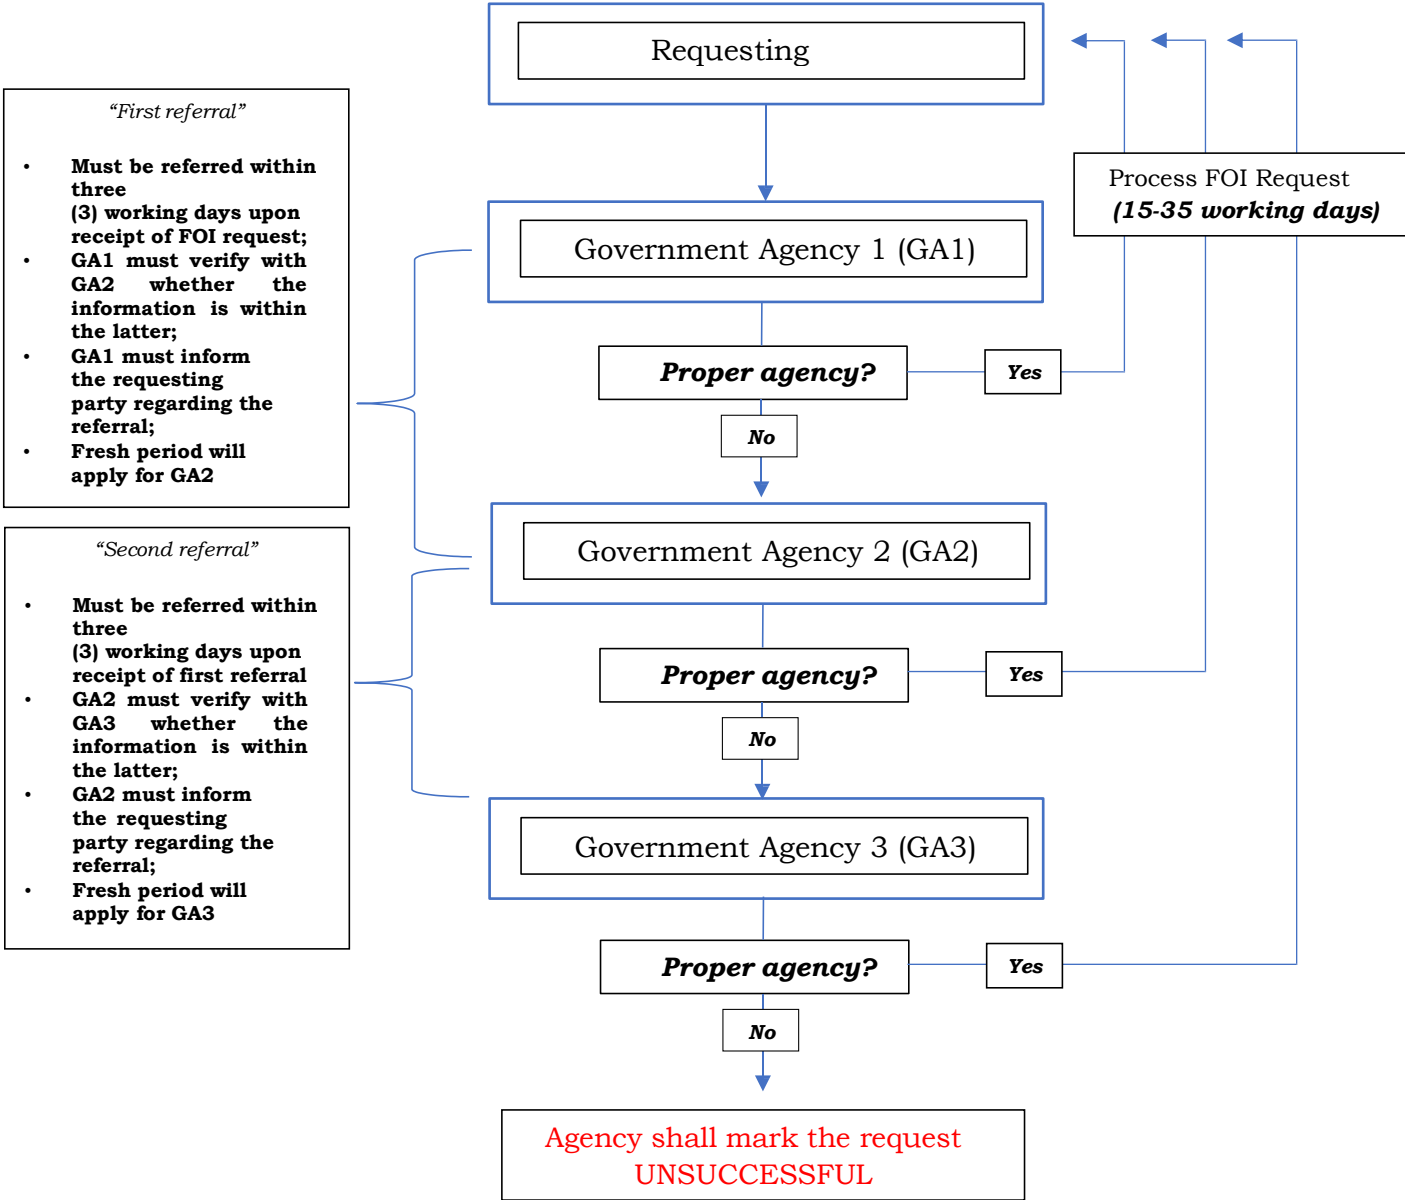 Requesting
“First referral”
• Must be referred within
three
(3) working days upon
receipt of FOI request;
• GA1 must verify with
GA2 whether the
information is within
the latter;
• GA1 must inform
the requesting
party regarding the
referral;
• Fresh period will
apply for GA2
Process FOI Request
(15-35 working days)
Government Agency 1 (GA1)
Proper agency?
Yes
No
Government Agency 2 (GA2)
“Second referral”
• Must be referred within
three
(3) working days upon
receipt of first referral
• GA2 must verify with
GA3 whether the
information is within
the latter;
• GA2 must inform
the requesting
party regarding the
referral;
• Fresh period will
apply for GA3
Proper agency?
Yes
No
Government Agency 3 (GA3)
Proper agency?
Yes
No
Agency shall mark the request
UNSUCCESSFUL